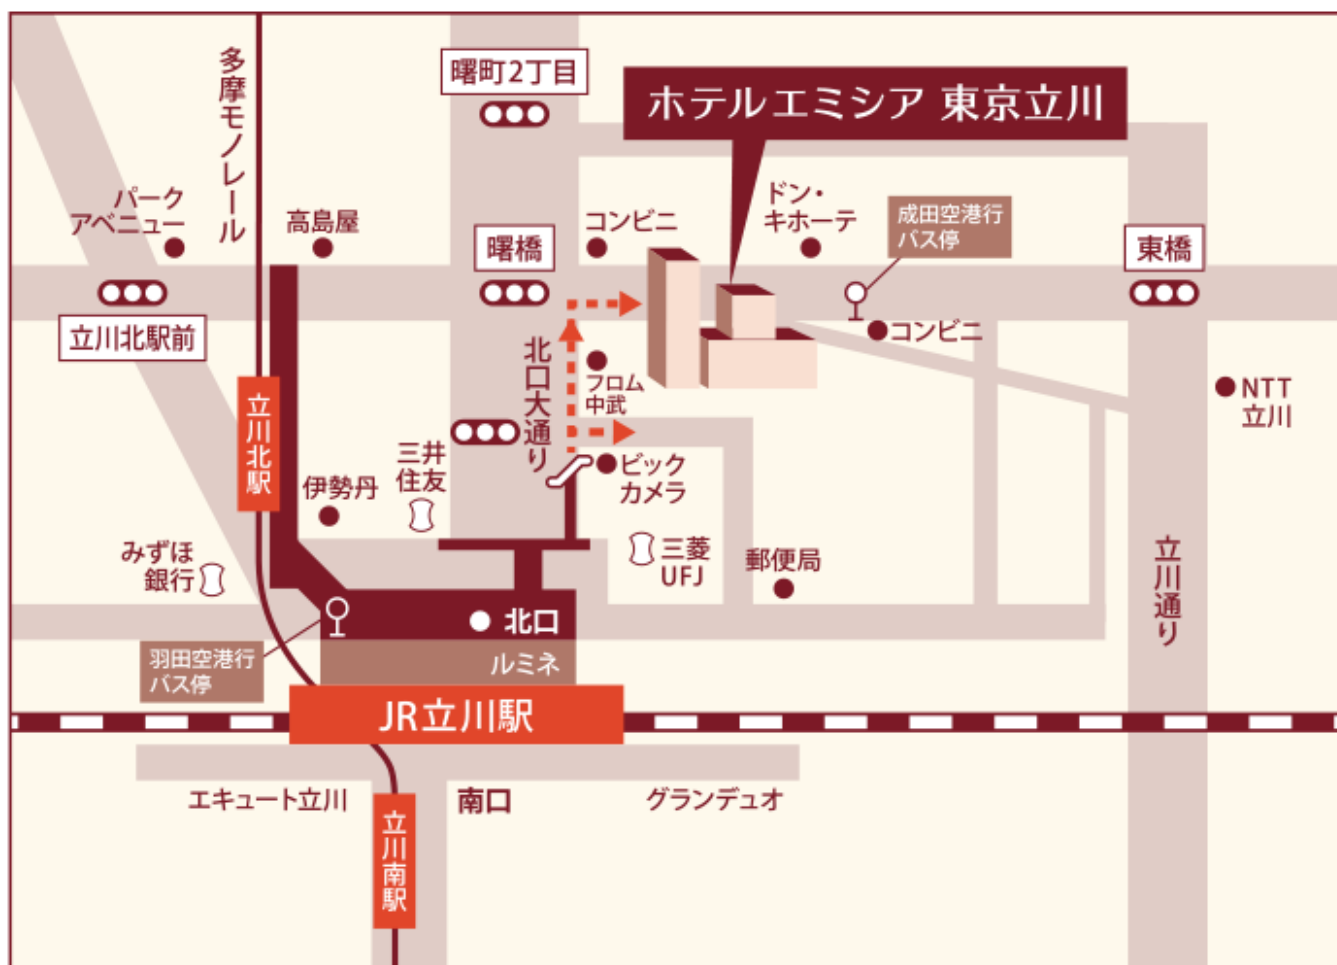 多摩モノレール
曙町2丁目
ホテルエミシア 東京立川
パーク
アベニュー
高島屋
曙橋
コンビニ
ドン・
キホーテ
成田空港行
バス停
東橋
立川北駅前
北口大通り
フロム
中武
コンビニ
NTT
立川
立川北駅
伊勢丹
三井
住友
ビック
カメラ
みずほ
銀行
三菱
UFJ
郵便局
立川通り
北口
羽田空港行
バス停
ルミネ
JR立川駅
エキュート立川
南口
グランデュオ
立川南駅